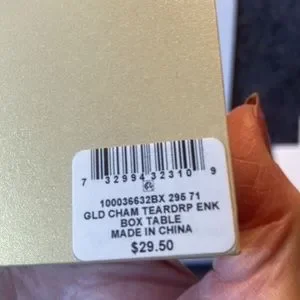 7 32994 32310 9
100036632BX 295 71
GLD CHAM TEARDRP ENK
BOX TABLE
MADE IN CHINA
$29.50